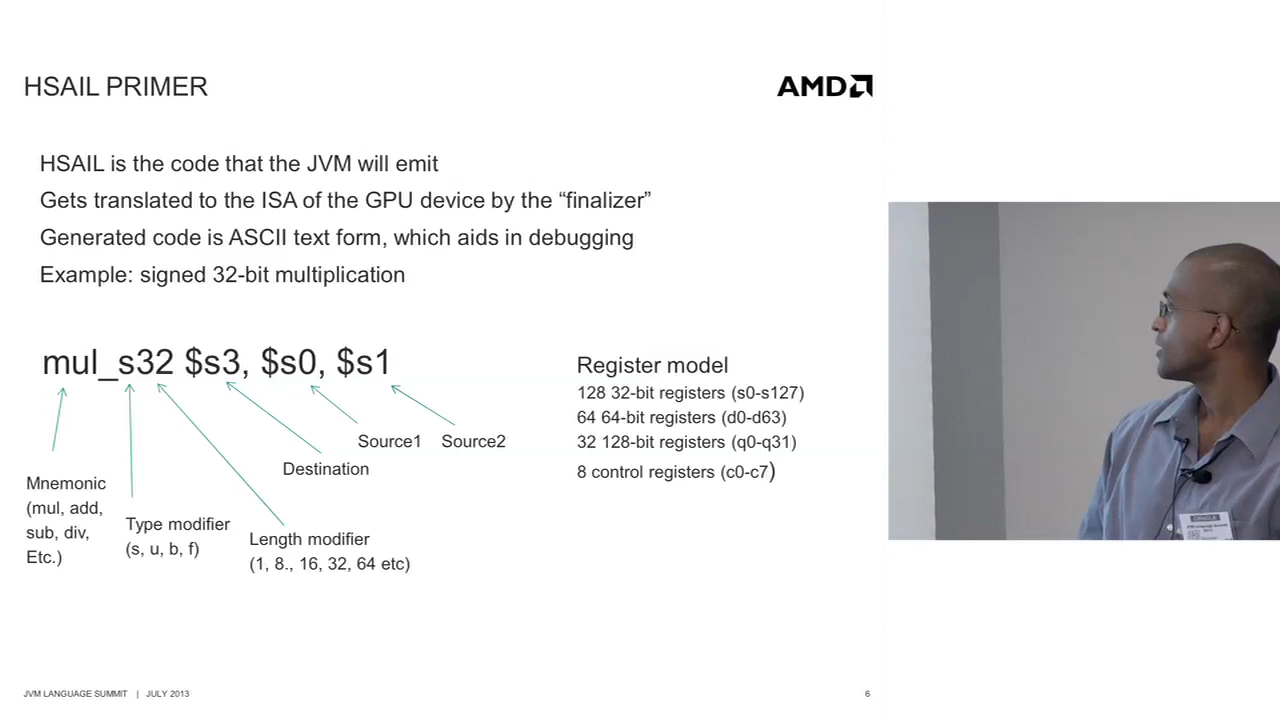 HSAIL PRIMER
AMD
HSAIL is the code that the JVM will emit
Gets translated to the ISA of the GPU device by the “finalizer”
Generated code is ASCII text form, which aids in debugging
Example: signed 32-bit multiplication
mul_s32 $s3, $s0, $s1
Source1
Source2
Destination
Mnemonic
(mul, add,
sub, div,
Etc.)
Type modifier
(s, u, b, f)
Length modifier
(1, 8., 16, 32, 64 etc)
Register model
128 32-bit registers (s0-s127)
64 64-bit registers (d0-d63)
32 128-bit registers (q0-q31)
8 control registers (c0-c7)
JVM LANGUAGE SUMMIT | JULY 2013
6